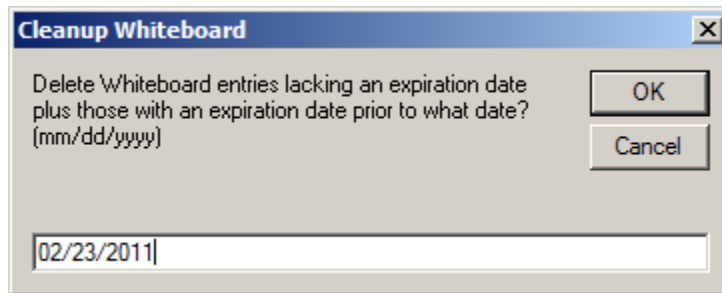 Cleanup Whiteboard
Delete Whiteboard entries lacking an expiration date
plus those with an expiration date prior to what date?
(mm/dd/yyyy)
OK
Cancel
02/23/2011